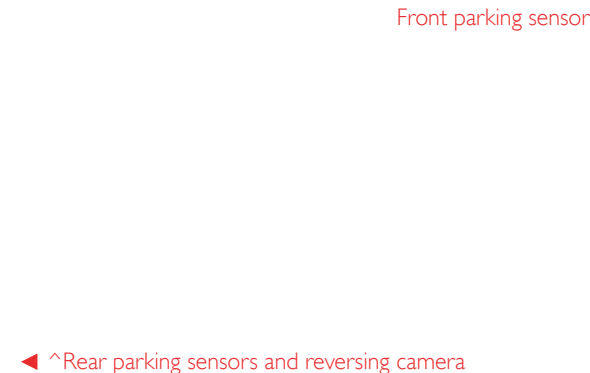 Front parking sensor
◄ ^Rear parking sensors and reversing camera